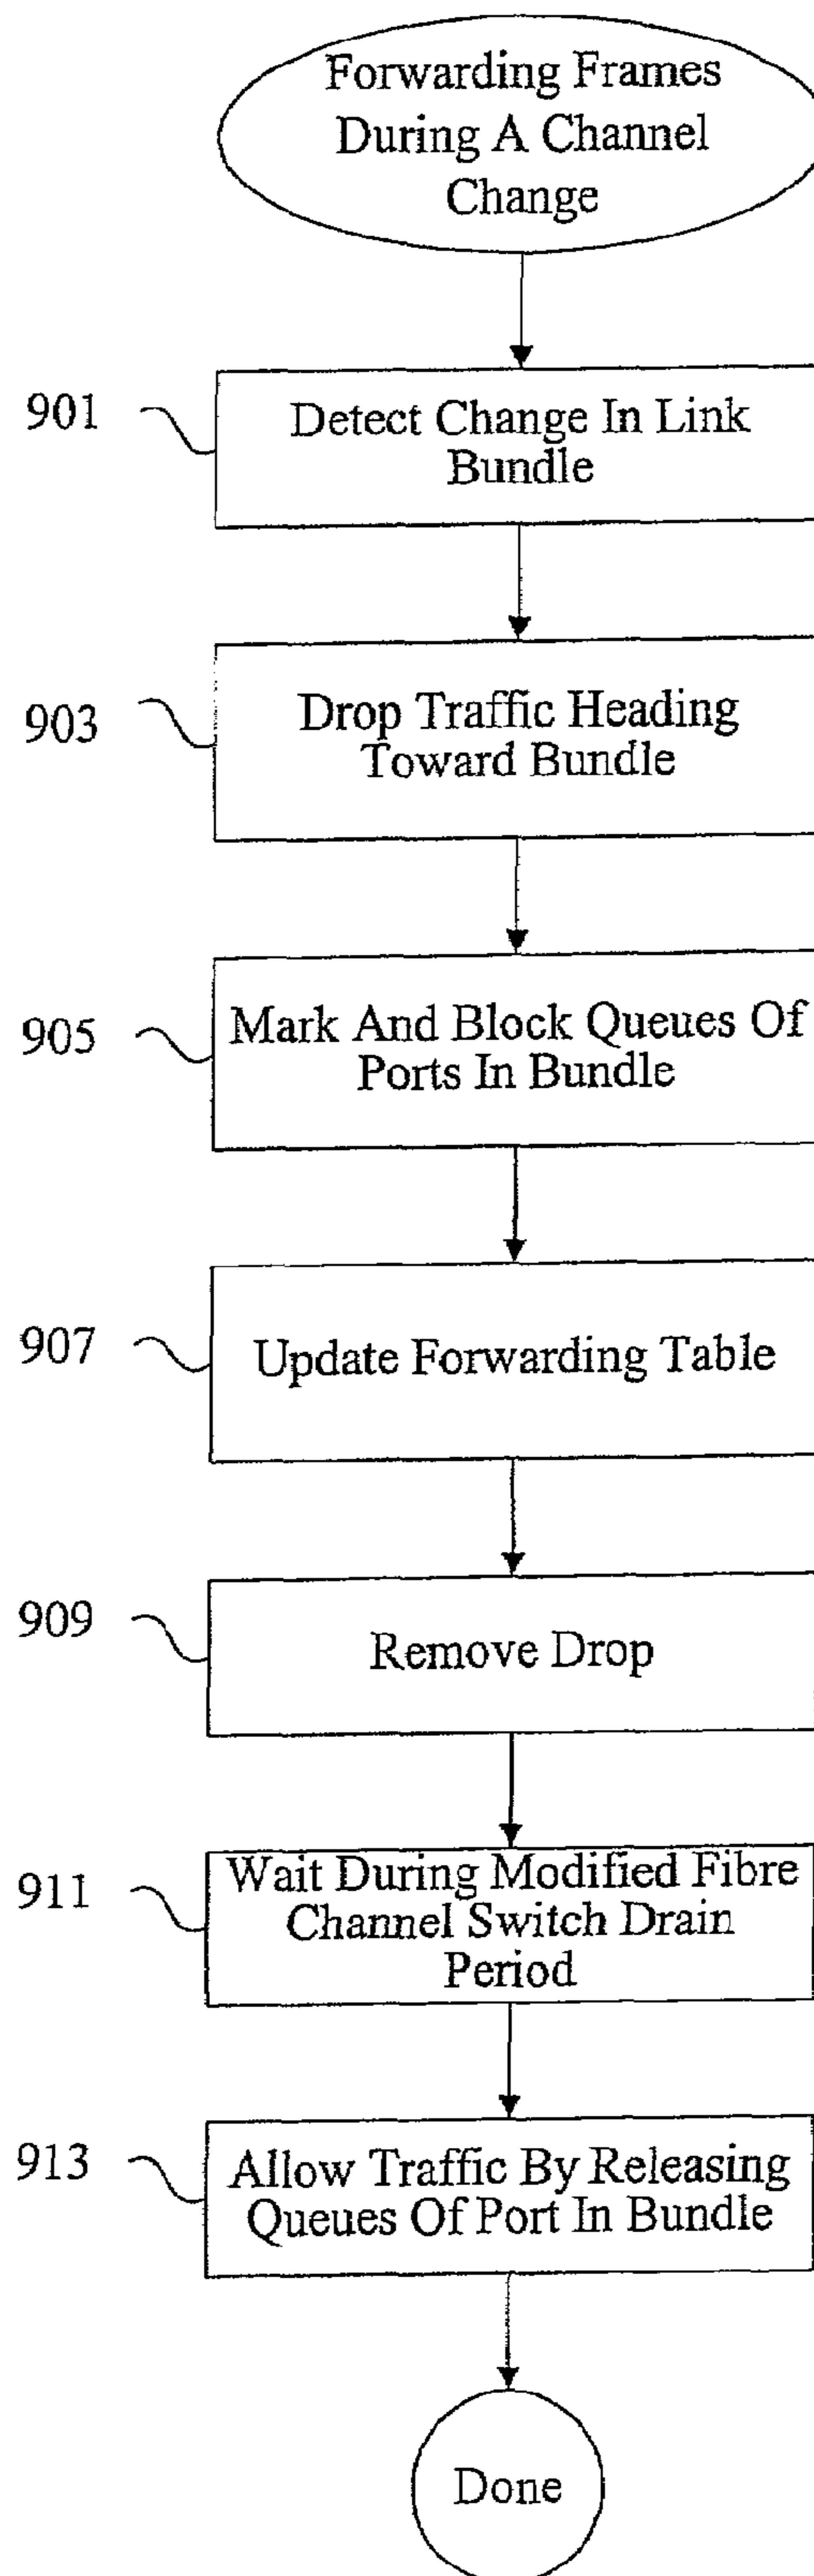 Forwarding Frames
During A Channel
Change
901
Detect Change In Link
Bundle
903
Drop Traffic Heading
Toward Bundle
905
Mark And Block Queues Of
Ports In Bundle
907
Update Forwarding Table
909
Remove Drop
911
Wait During Modified Fibre
Channel Switch Drain
Period
913
Allow Traffic By Releasing
Queues Of Port In Bundle
Done